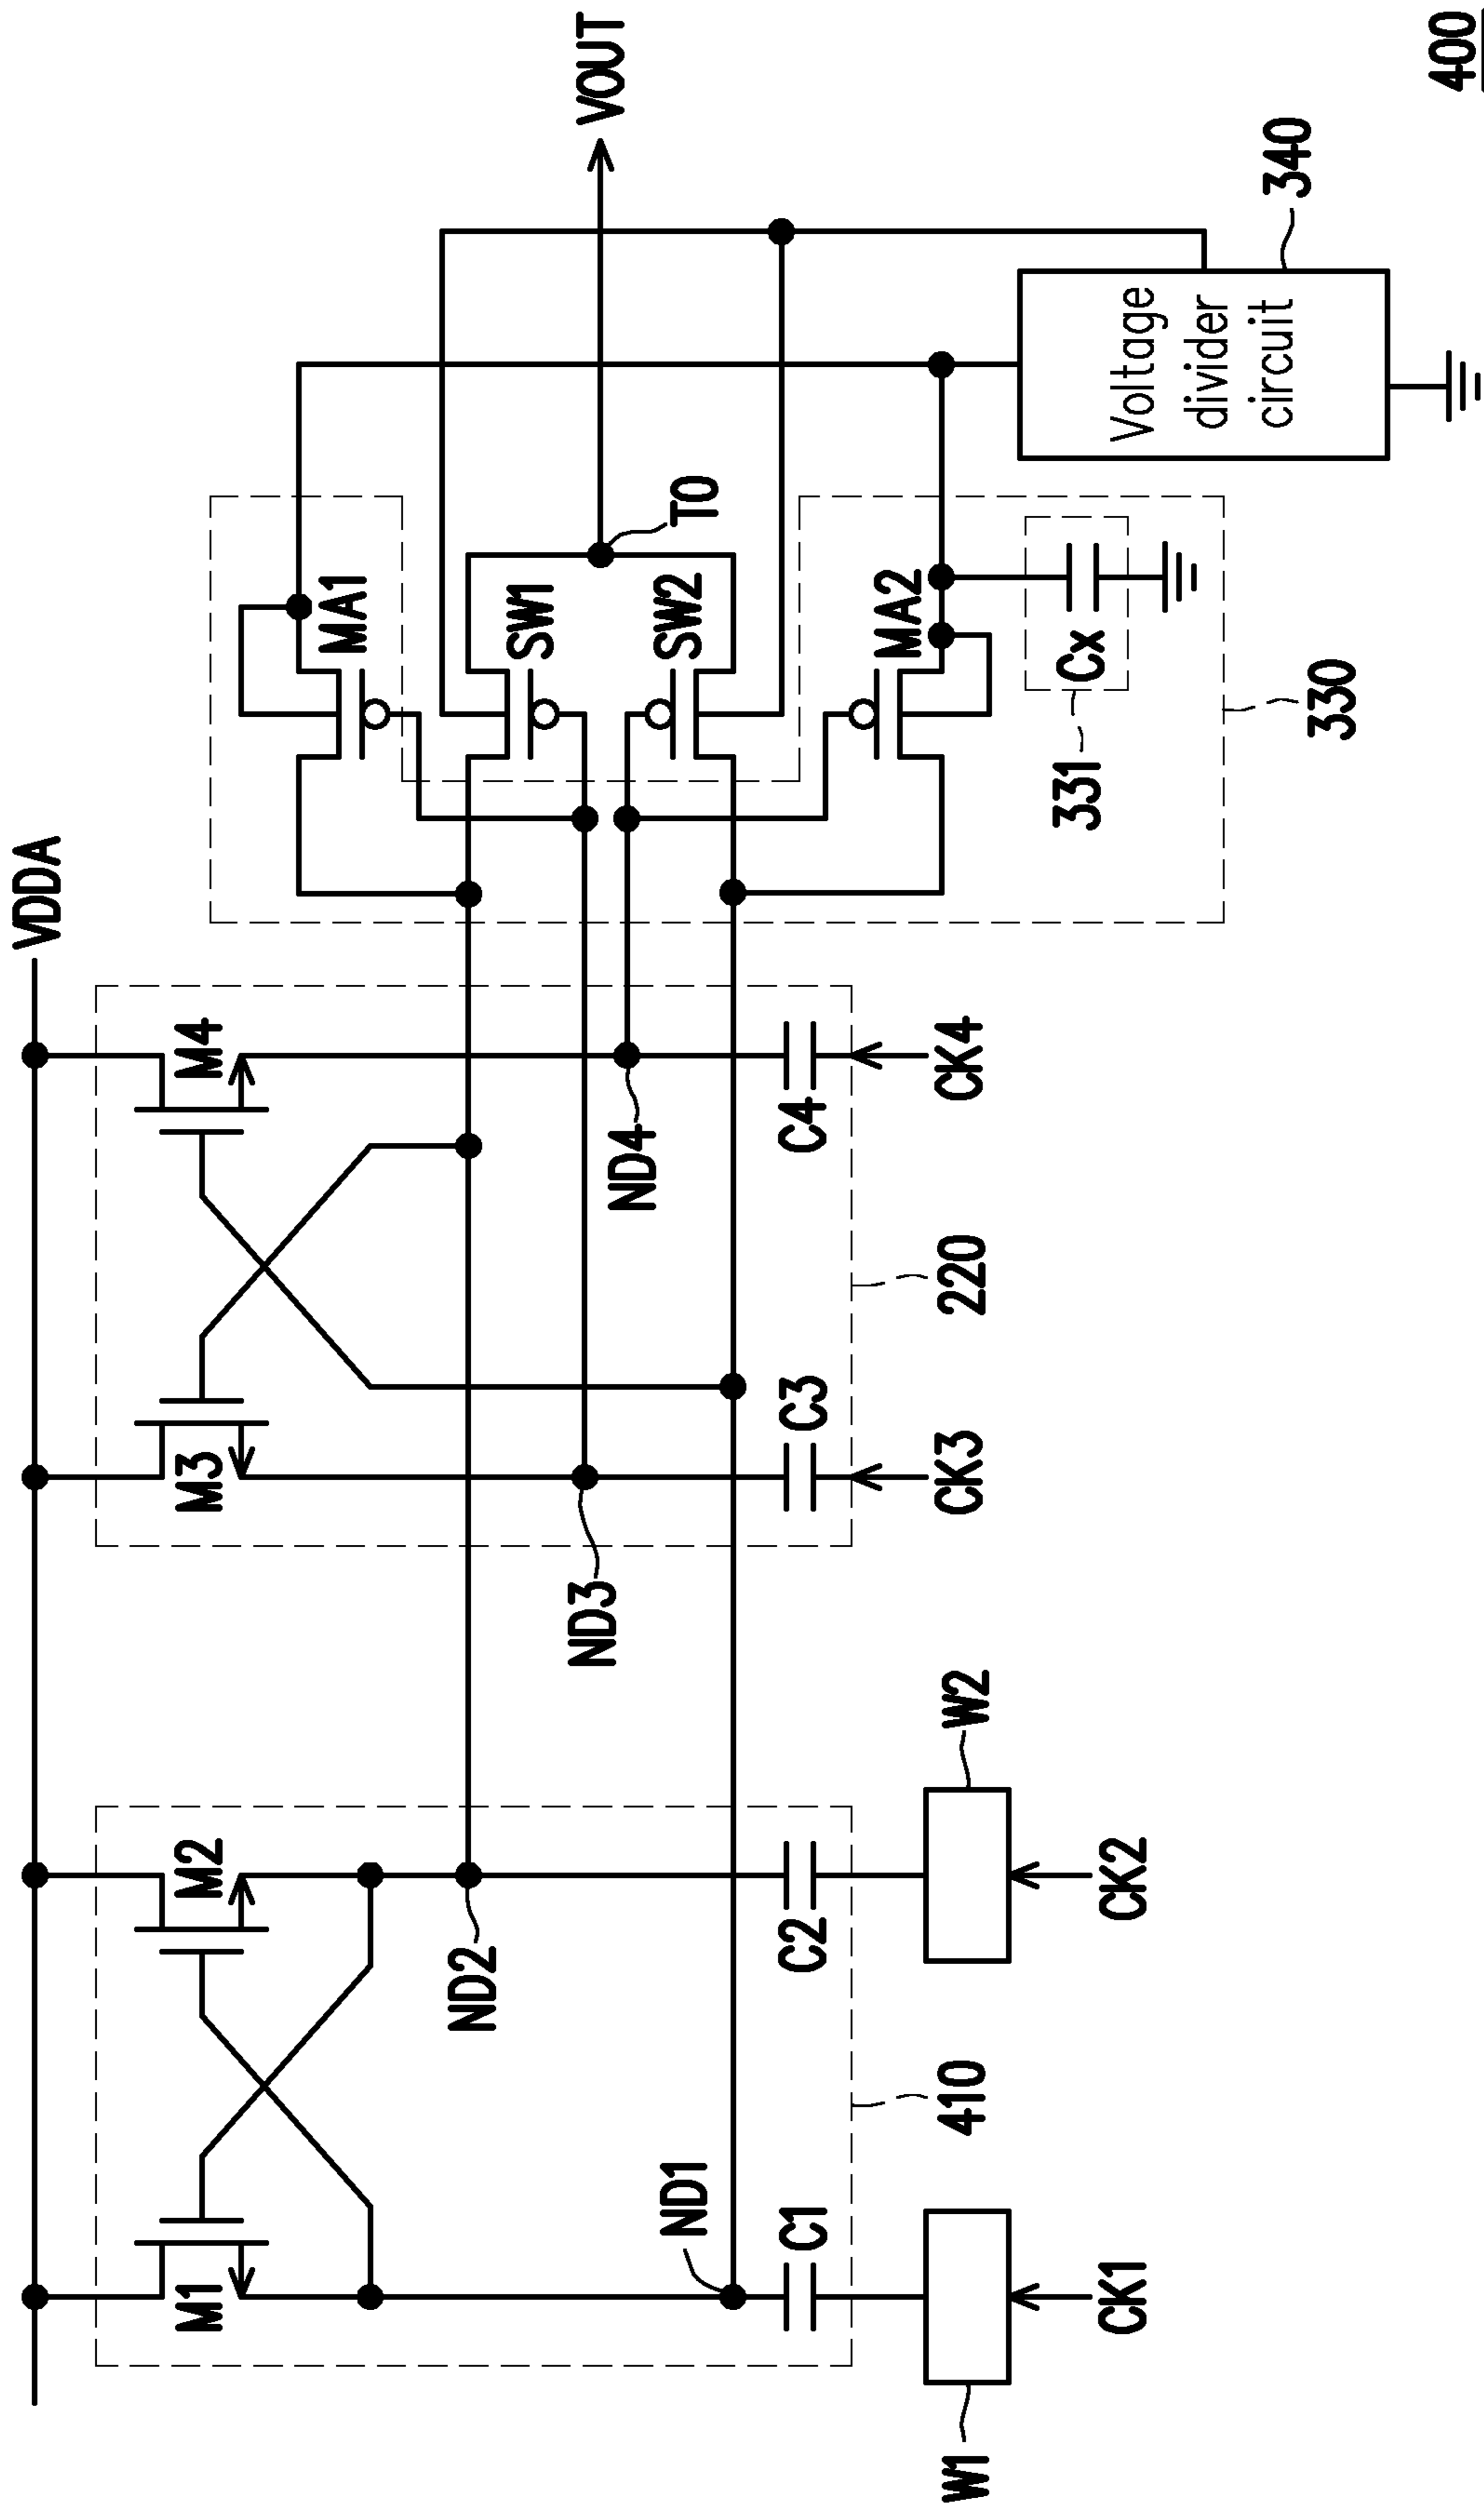 VDDA
M1
M2
M3
M4
MA1
SW1
SW2
MA2
TO
VOUT
ND1
ND2
ND3
ND4
C1
C2
C3
C4
Cx
331
330
Voltage
divider
circuit
340
W1
W2
CK1
CK2
CK3
CK4
410
220
400